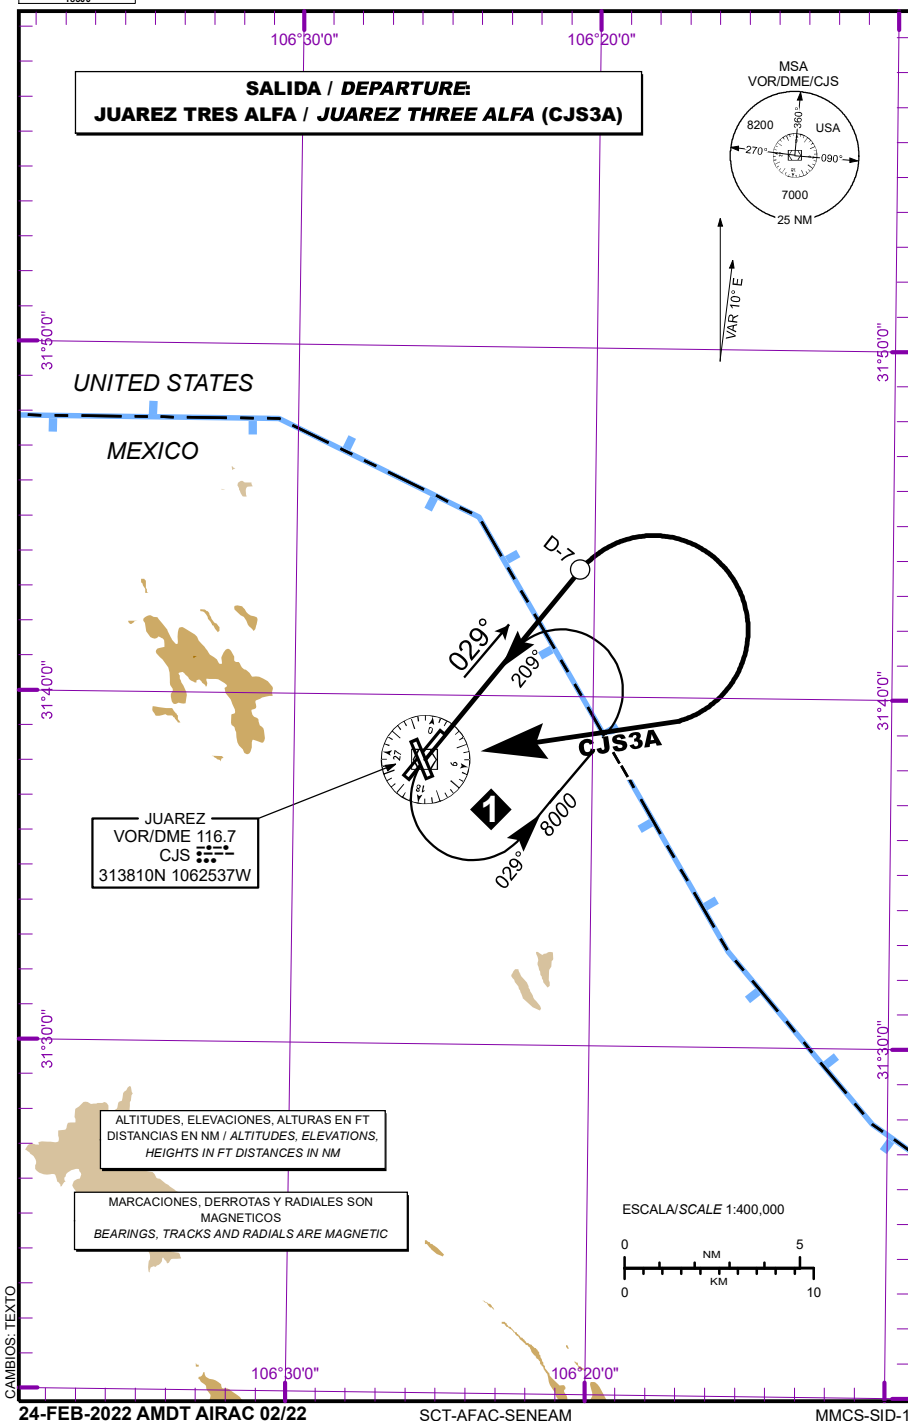 106°30'0"
106°20'0"
SALIDA / DEPARTURE:
JUAREZ TRES ALFA / JUAREZ THREE ALFA (CJS3A)
MSA
VOR/DME/CJS
360°
8200
USA
270°
090°
7000
25 NM
VAR 10° E
31°50'0"
31°50'0"
UNITED STATES
MEXICO
D-7
029°
209°
31°40'0"
31°40'0"
CJS3A
0
27
9
18
1
8000
029°
JUAREZ
VOR/DME 116.7
CJS
313810N 1062537W
31°30'0"
31°30'0"
ALTITUDES, ELEVACIONES, ALTURAS EN FT
DISTANCIAS EN NM / ALTITUDES, ELEVATIONS,
HEIGHTS IN FT DISTANCES IN NM
MARCACIONES, DERROTAS Y RADIALES SON
MAGNETICOS
BEARINGS, TRACKS AND RADIALS ARE MAGNETIC
ESCALA/SCALE 1:400,000
0
NM
5
0
KM
10
CAMBIOS: TEXTO
106°30'0"
106°20'0"
24-FEB-2022 AMDT AIRAC 02/22
SCT-AFAC-SENEAM
MMCS-SID-1